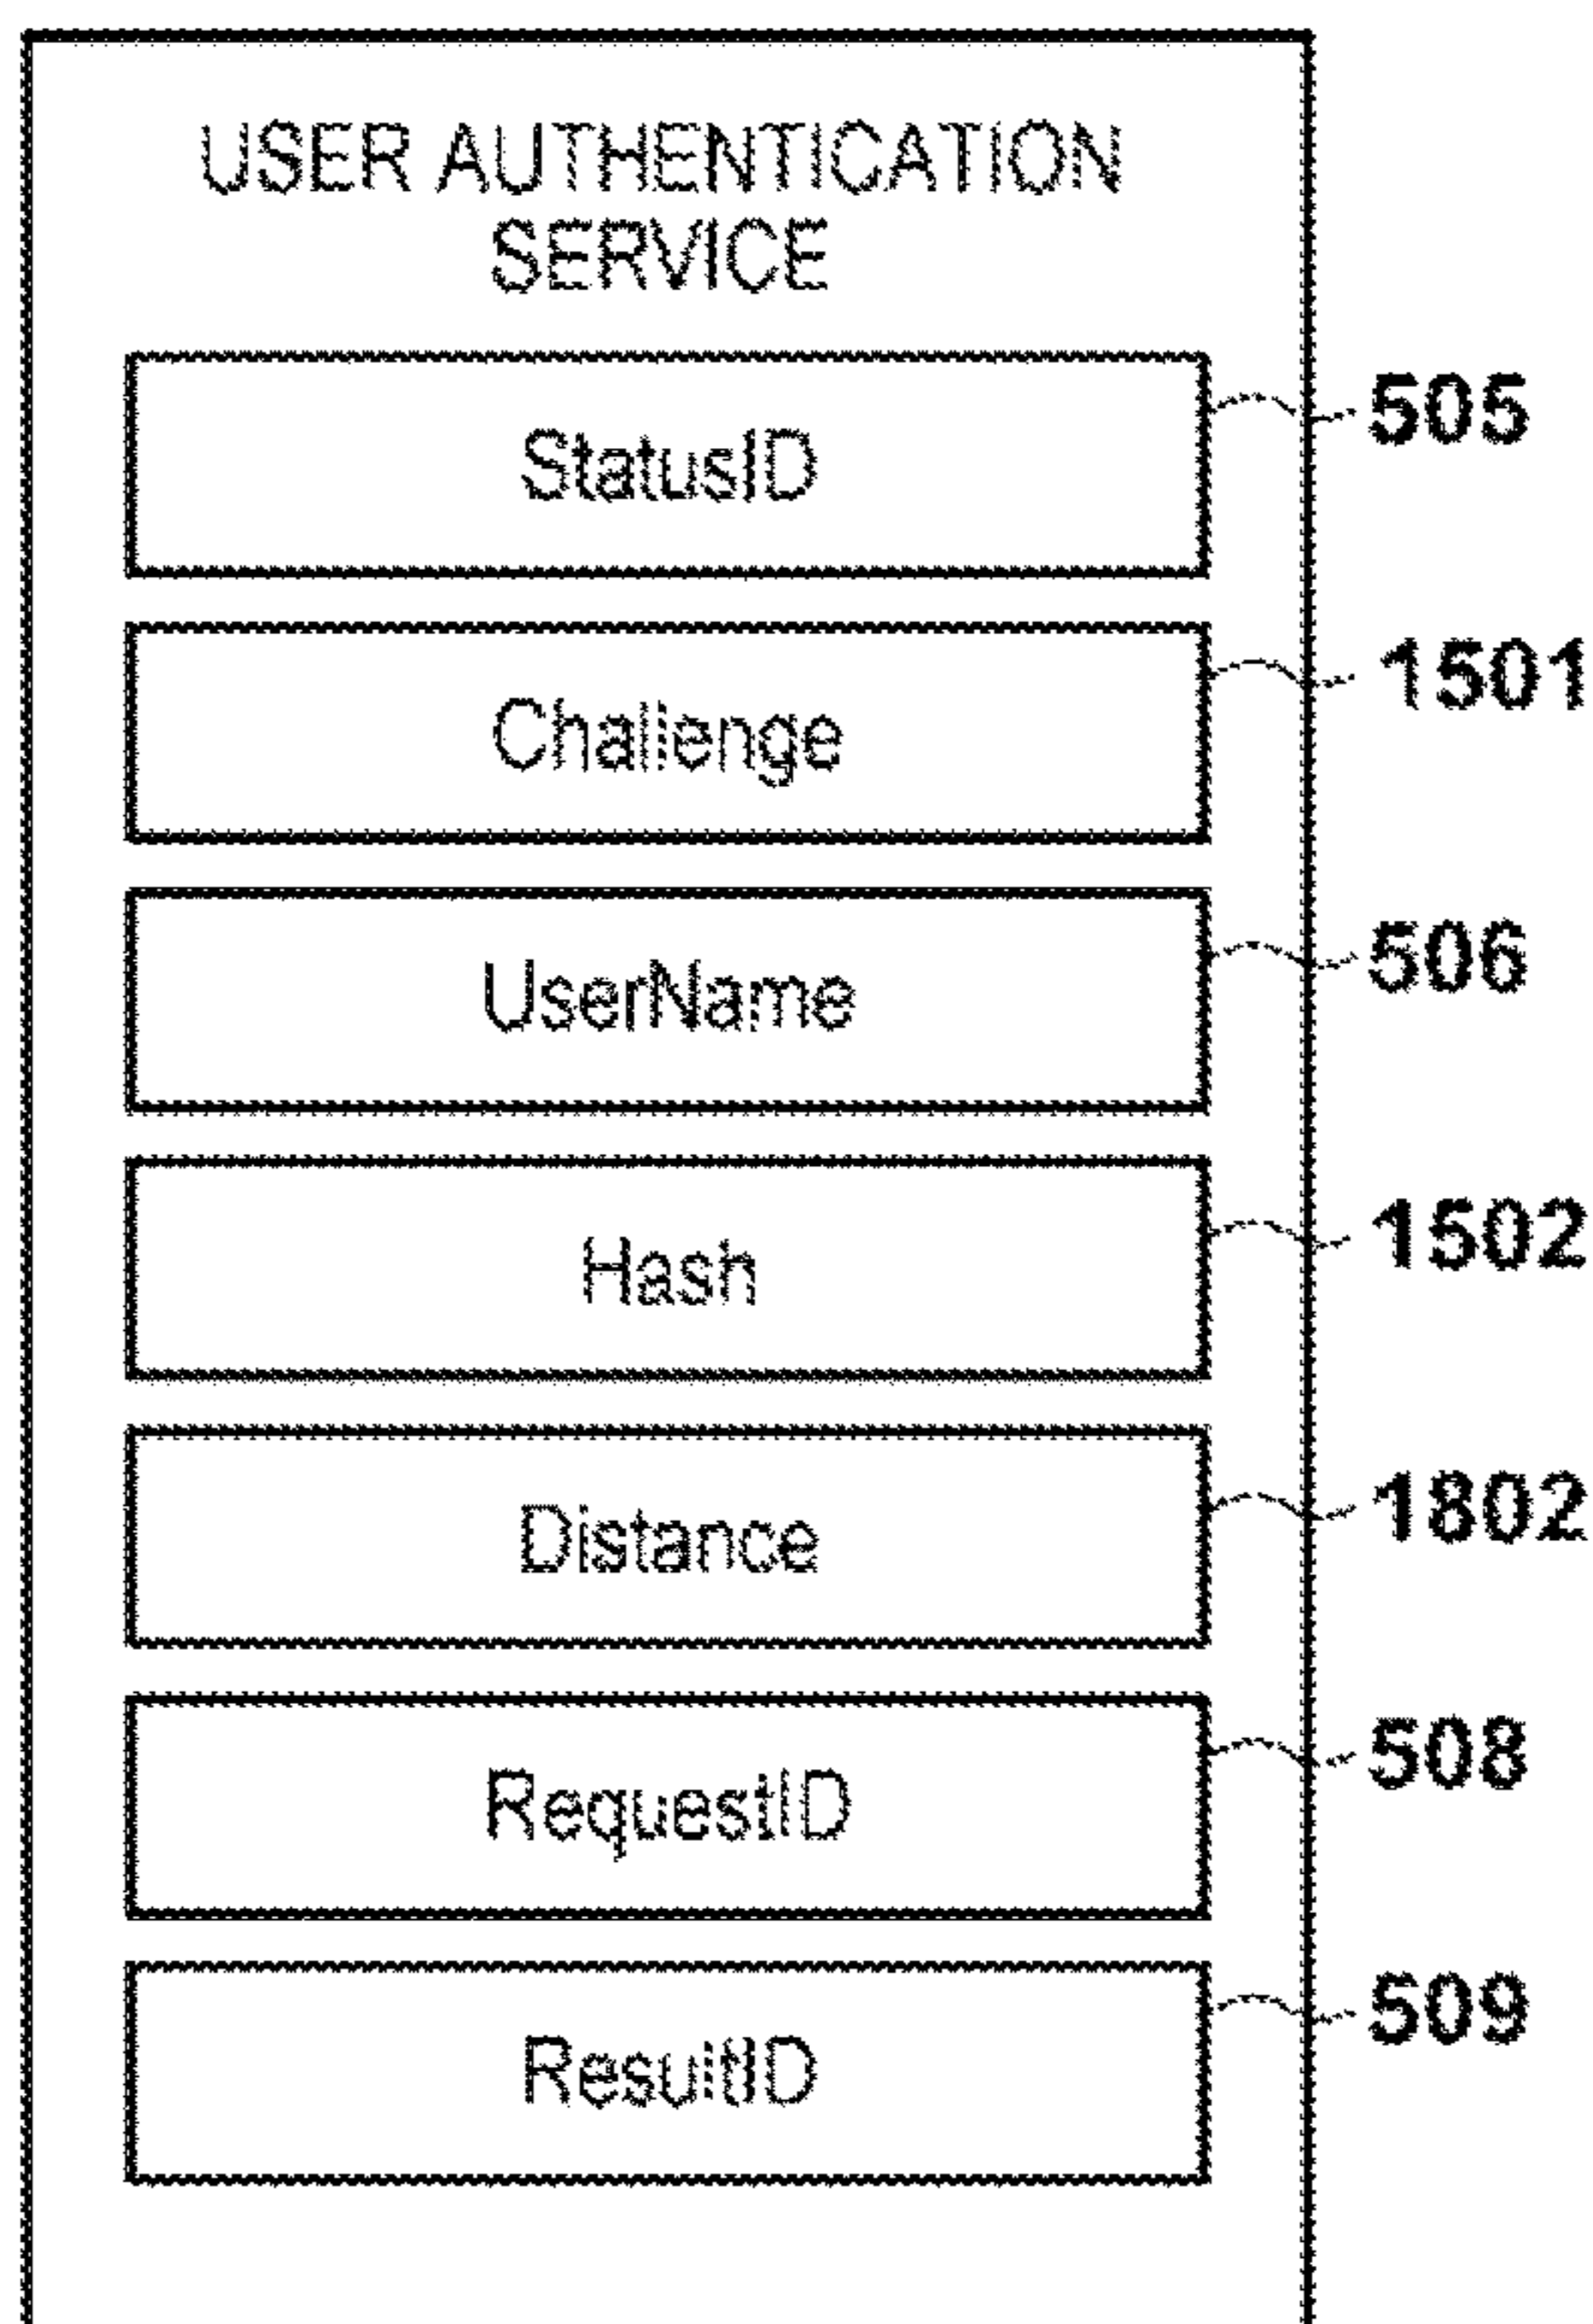 USER AUTHENTICATION
SERVICE
StatusID
505
Challenge
1501
UserName
506
Hash
1502
Distance
1802
RequestID
508
ResultID
509